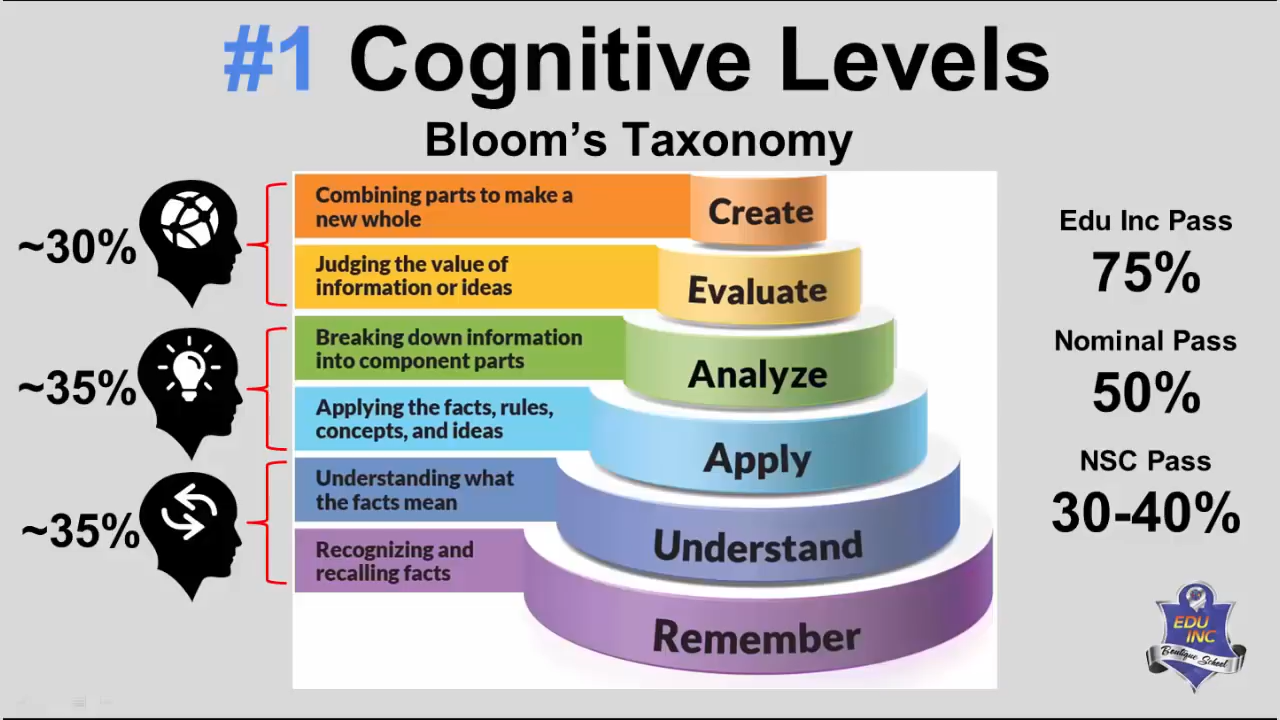 #1 Cognitive Levels
Bloom's Taxonomy
~30%
Combining parts to make a
new whole
Create
Judging the value of
information or ideas
Evaluate
~35%
Breaking down information
into component parts
Analyze
Applying the facts, rules,
concepts, and ideas
Apply
~35%
Understanding what
the facts mean
Understand
Recognizing and
recalling facts
Remember
Edu Inc Pass
75%
Nominal Pass
50%
NSC Pass
30-40%
EDU
INC
Boutique School